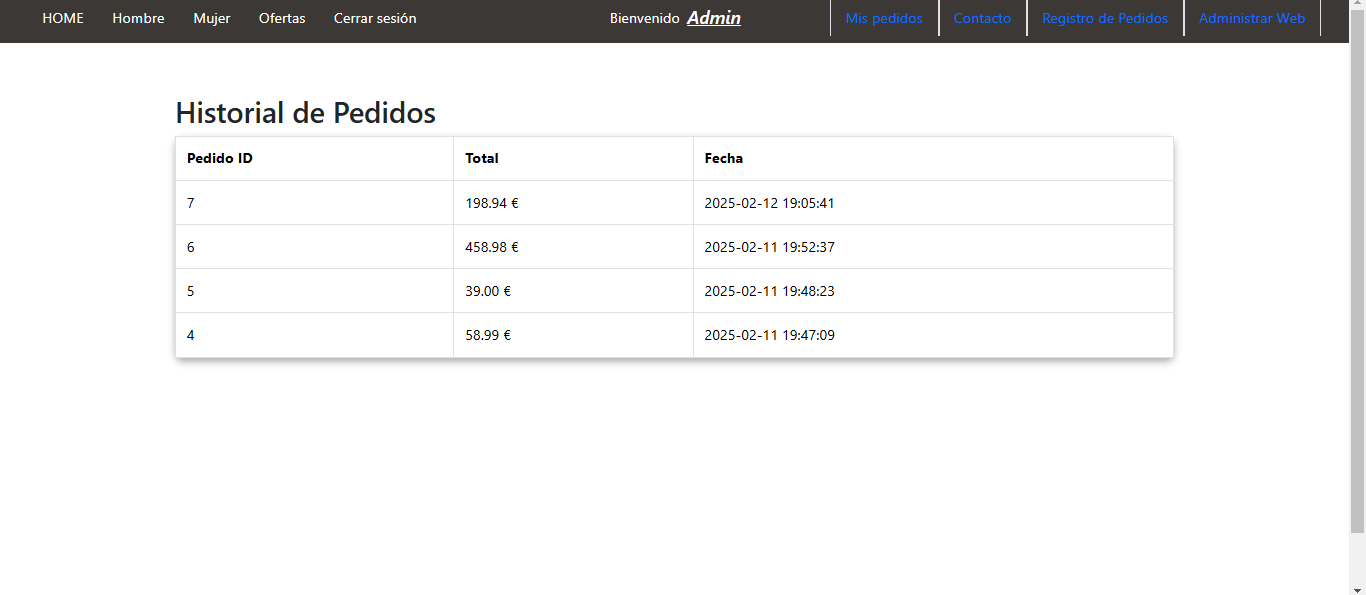 HOME Hombre Mujer Ofertas Cerrar sesión Bienvenido Admin Mis pedidos Contacto Registro de Pedidos Administrar Web
Historial de Pedidos
Pedido ID Total Fecha
7 198.94 € 2025-02-12 19:05:41
6 458.98 € 2025-02-11 19:52:37
5 39.00 € 2025-02-11 19:48:23
4 58.99 € 2025-02-11 19:47:09